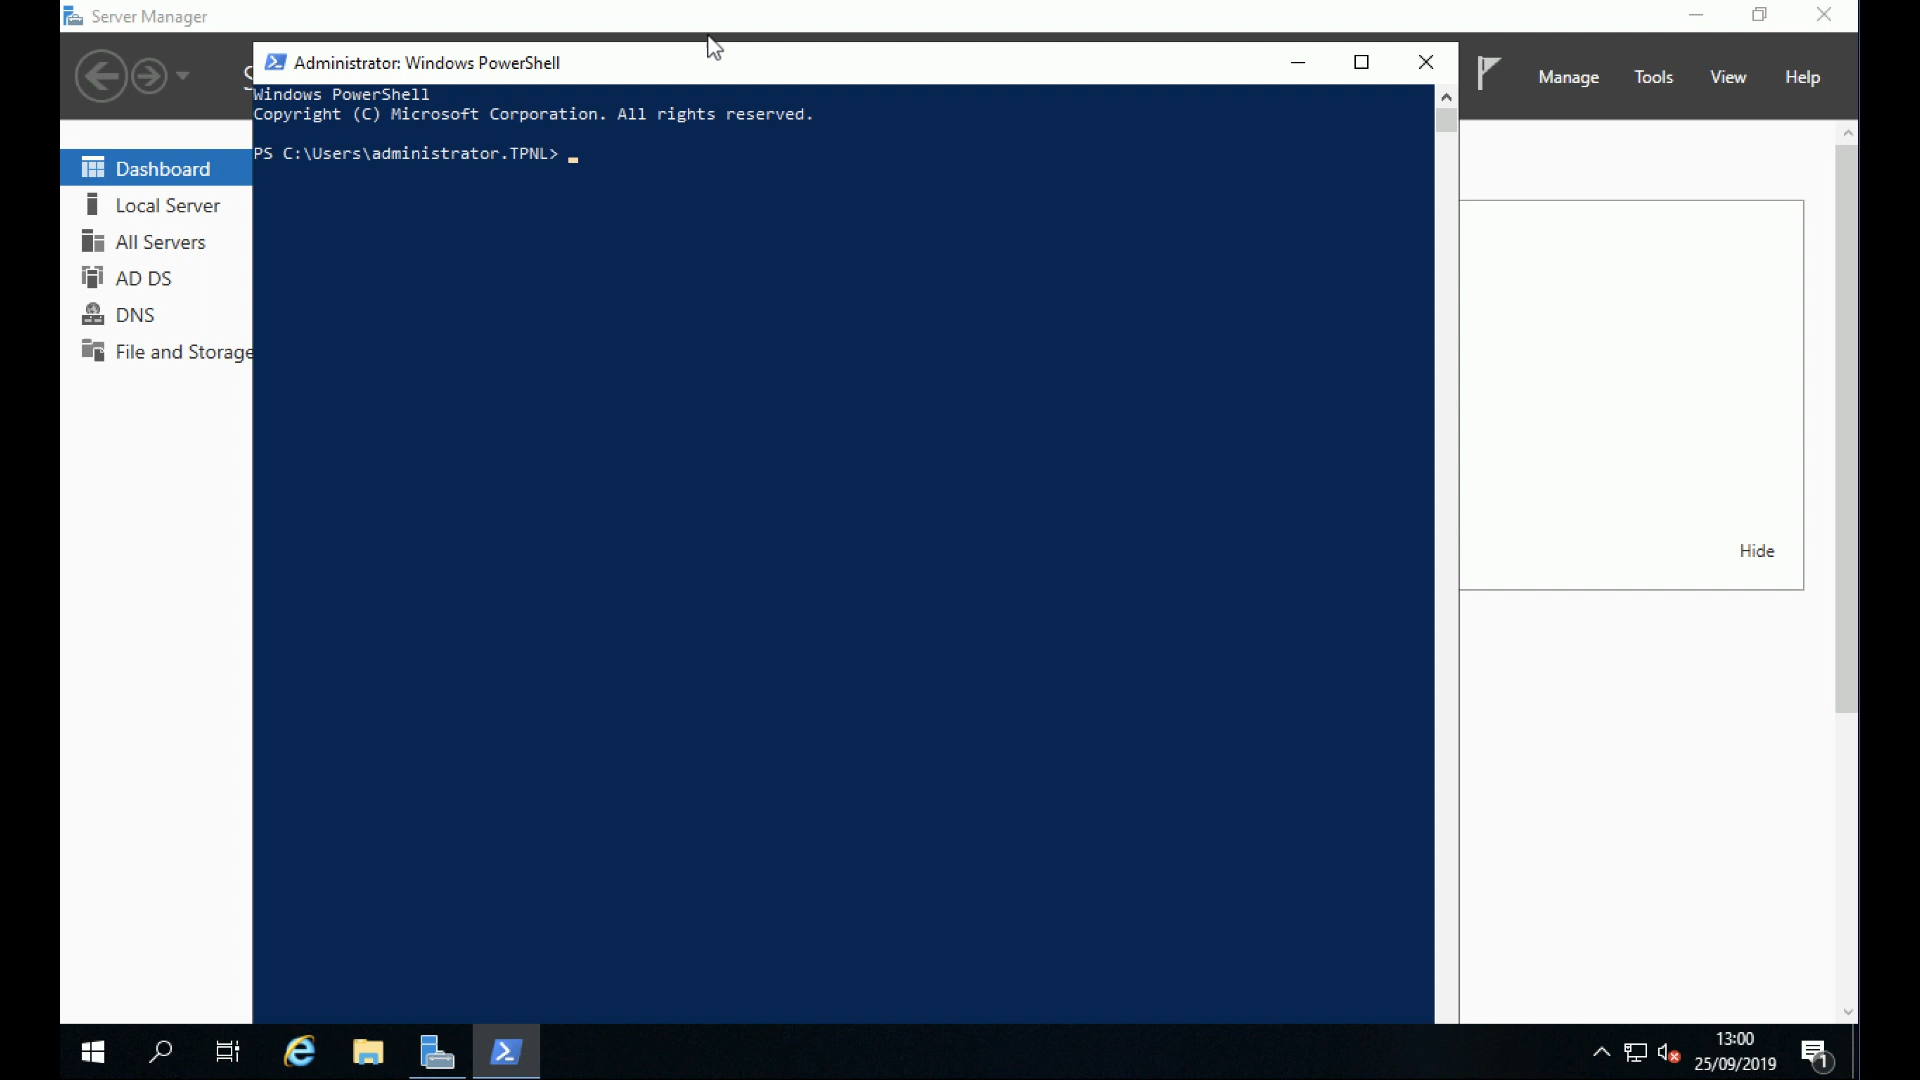 Server Manager
Administrator: Windows PowerShell
Manage
Tools
View
Help
Windows PowerShell
Copyright (C) Microsoft Corporation. All rights reserved.
PS C:\Users\administrator.TPNL>
Dashboard
Local Server
All Servers
AD DS
DNS
File and Storage
Hide
13:00
25/09/2019
1